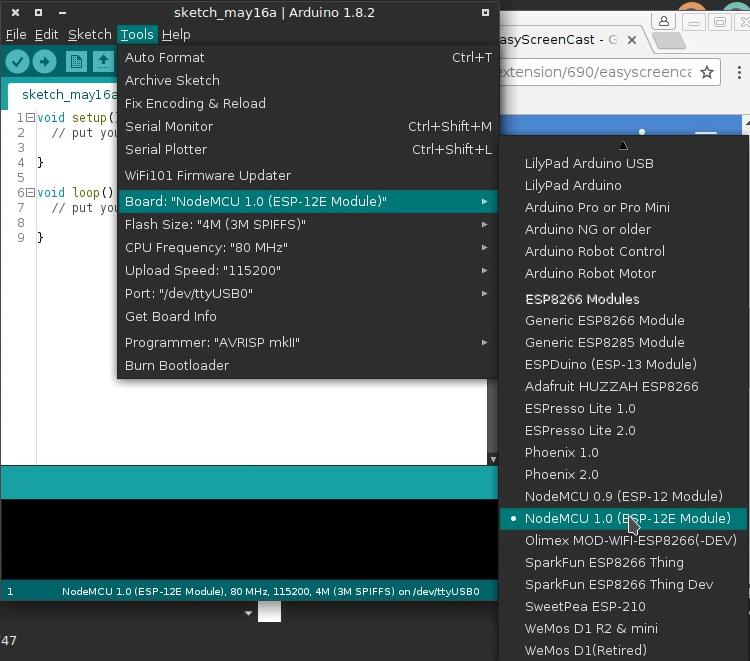 sketch_may16a | Arduino 1.8.2
File Edit Sketch Tools Help
sketch_may16a
1 void setup()
2 // put you
3
4 }
5
6 void loop()
7 // put you
8
9 }
Auto Format Ctrl+T
Archive Sketch
Fix Encoding & Reload
Serial Monitor Ctrl+Shift+M
Serial Plotter Ctrl+Shift+L
WiFi101 Firmware Updater
Board: "NodeMCU 1.0 (ESP-12E Module)"
Flash Size: "4M (3M SPIFFS)"
CPU Frequency: "80 MHz"
Upload Speed: "115200"
Port: "/dev/ttyUSB0"
Get Board Info
Programmer: "AVRISP mkII"
Burn Bootloader
asyScreenCast - G
xtension/690/easyscreenca
LilyPad Arduino USB
LilyPad Arduino
Arduino Pro or Pro Mini
Arduino NG or older
Arduino Robot Control
Arduino Robot Motor
ESP8266 Modules
Generic ESP8266 Module
Generic ESP8285 Module
ESPDuino (ESP-13 Module)
Adafruit HUZZAH ESP8266
ESPresso Lite 1.0
ESPresso Lite 2.0
Phoenix 1.0
Phoenix 2.0
NodeMCU 0.9 (ESP-12 Module)
NodeMCU 1.0 (ESP-12E Module)
Olimex MOD-WIFI-ESP8266(-DEV)
SparkFun ESP8266 Thing
SparkFun ESP8266 Thing Dev
SweetPea ESP-210
WeMos D1 R2 & mini
WeMos D1(Retired)
1 NodeMCU 1.0 (ESP-12E Module), 80 MHz, 115200, 4M (3M SPIFFS) on /dev/ttyUSB0
47